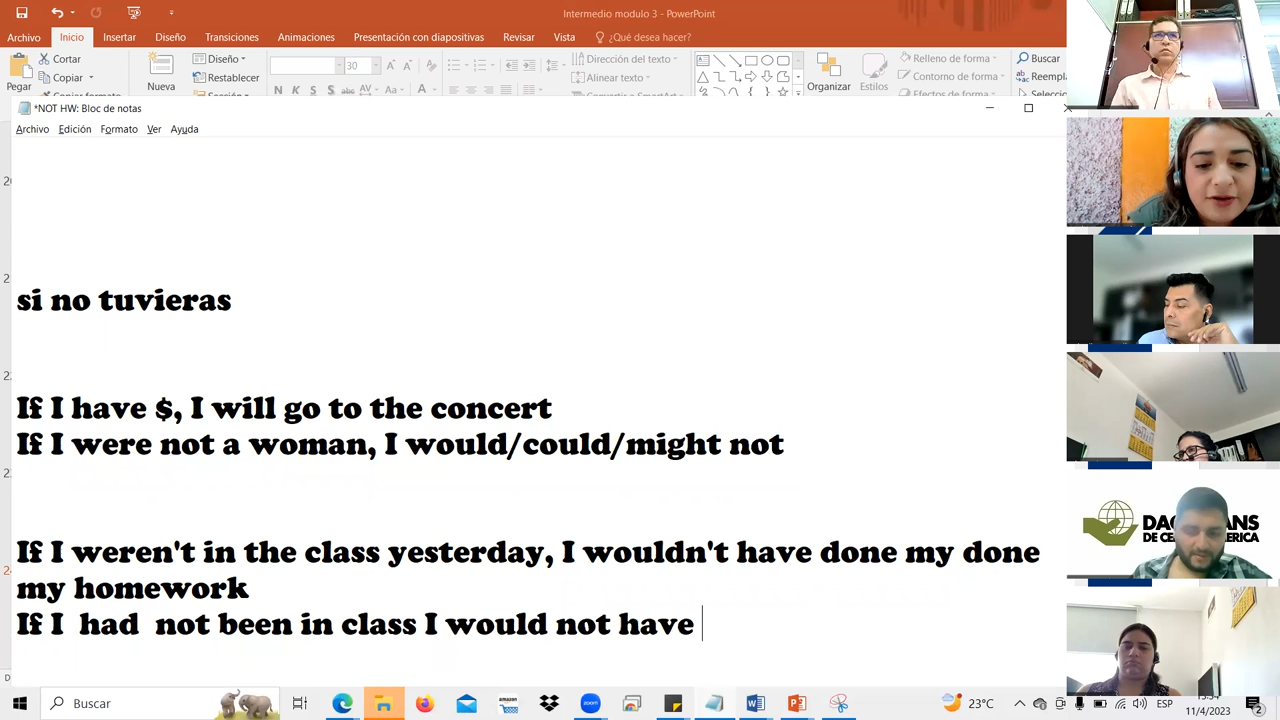 Intermedio modulo 3 - PowerPoint
Archivo Inicio Insertar Diseño Transiciones Animaciones Presentación con diapositivas Revisar Vista ¿Qué desea hacer?
Cortar
Copiar
Pegar
Nueva
Diseño
Restablecer
30
Dirección del texto
Alinear texto
Organizar
Estilos
Relleno de forma
Contorno de forma
Buscar
*NOT HW: Bloc de notas
Archivo Edición Formato Ver Ayuda
si no tuvieras
If I have $, I will go to the concert
If I were not a woman, I would/could/might not
If I weren't in the class yesterday, I wouldn't have done my done
my homework
If I had not been in class I would not have
Buscar
amazon
zoom
23°C
ESP
11/4/2023
2